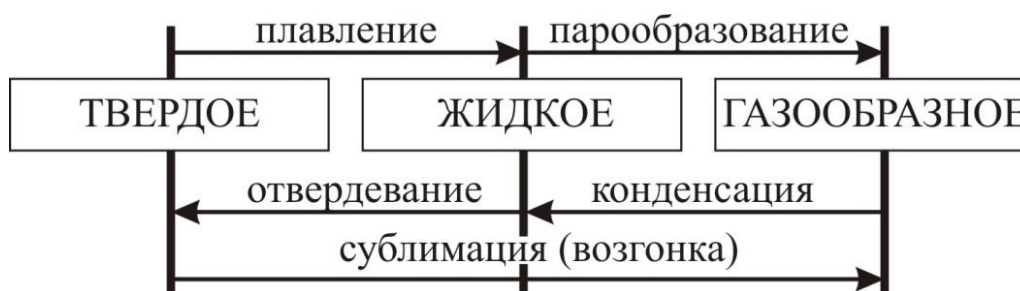 плавление парообразование
ТВЕРДОЕ ЖИДКОЕ ГАЗООБРАЗНОЕ
отвердевание конденсация
сублимация (возгонка)